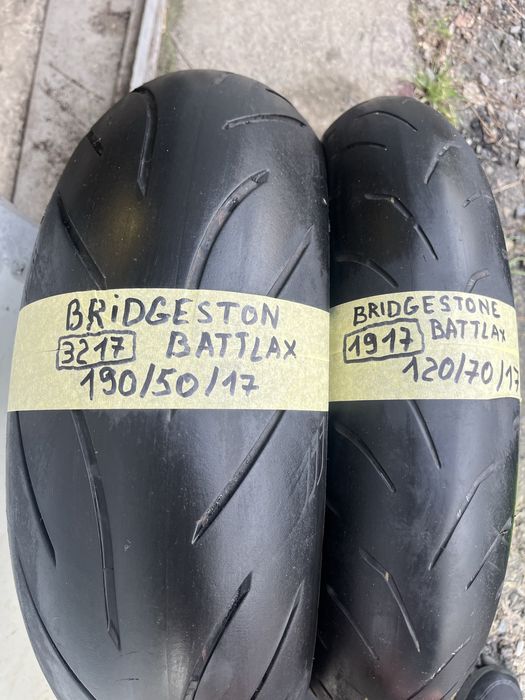 BRiDGESTON
3217 BATTLAX
190/50/17
BRIDGESTONE
1917 BATTLAX
120/70/17